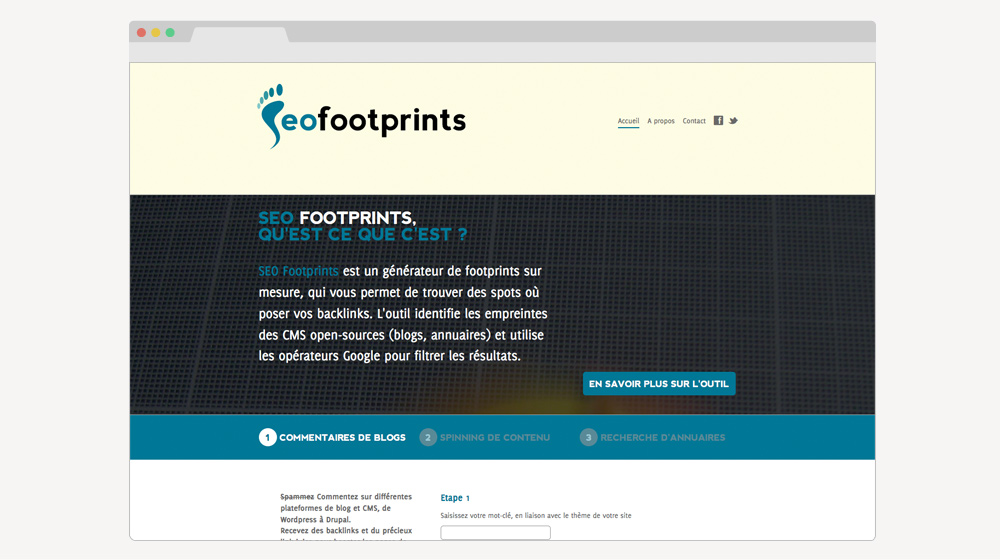 eofootprints
Accueil A propos Contact
SEO FOOTPRINTS,
QU'EST CE QUE C'EST ?
SEO Footprints est un générateur de footprints sur
mesure, qui vous permet de trouver des spots où
poser vos backlinks. L'outil identifie les empreintes
des CMS open-sources (blogs, annuaires) et utilise
les opérateurs Google pour filtrer les résultats.
EN SAVOIR PLUS SUR L'OUTIL
1 COMMENTAIRES DE BLOGS 2 SPINNING DE CONTENU 3 RECHERCHE D'ANNUAIRES
Spammez Commentez sur différentes
plateformes de blog et CMS, de
Wordpress à Drupal.
Recevez des backlinks et du précieux
Etape 1
Saisissez votre mot-clé, en liaison avec le thème de votre site